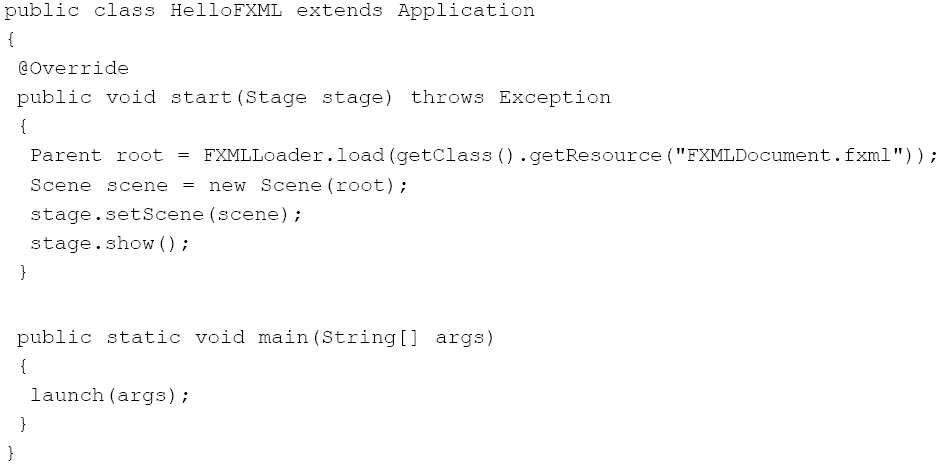 public class HelloFXML extends Application
{
@Override
public void start(Stage stage) throws Exception
{
Parent root = FXMLLoader.load(getClass().getResource("FXMLDocument.fxml"));
Scene scene = new Scene(root);
stage.setScene(scene);
stage.show();
}
public static void main(String[] args)
{
launch(args);
}
}